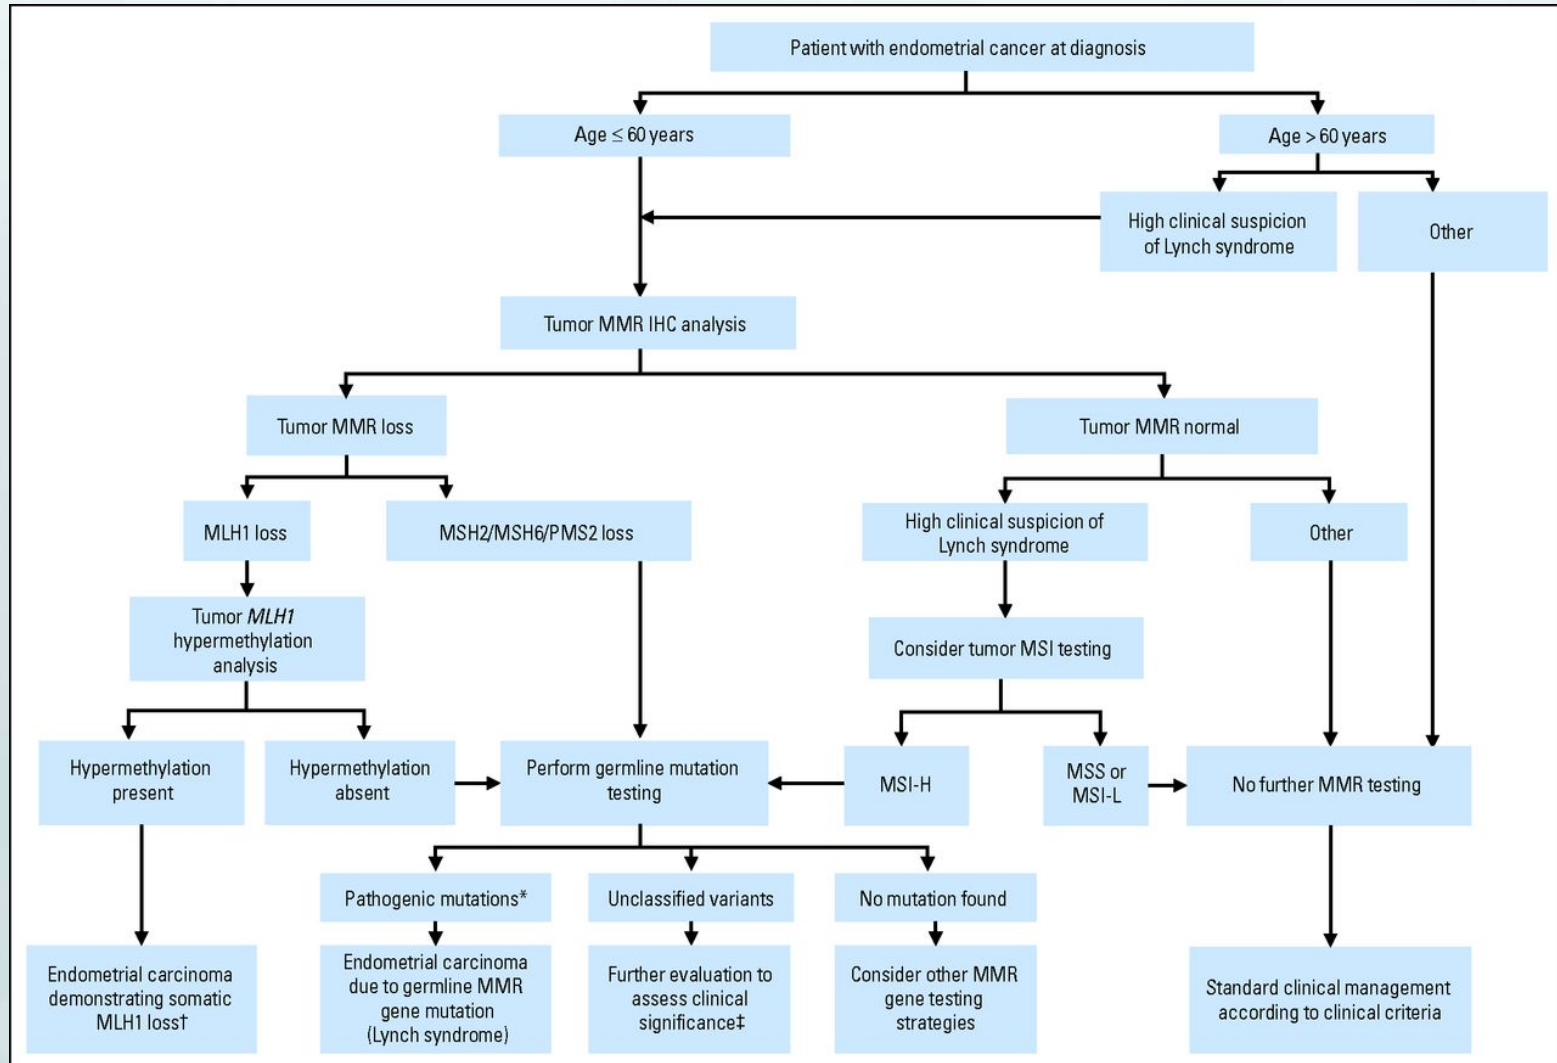 Patient with endometrial cancer at diagnosis
Age ≤ 60 years
Age > 60 years
High clinical suspicion
of Lynch syndrome
Other
Tumor MMR IHC analysis
Tumor MMR loss
Tumor MMR normal
MLH1 loss
MSH2/MSH6/PMS2 loss
High clinical suspicion of
Lynch syndrome
Other
Tumor MLH1
hypermethylation
analysis
Consider tumor MSI testing
Hypermethylation
present
Hypermethylation
absent
Perform germline mutation
testing
MSI-H
MSS or
MSI-L
No further MMR testing
Pathogenic mutations*
Unclassified variants
No mutation found
Endometrial carcinoma
demonstrating somatic
MLH1 loss†
Endometrial carcinoma
due to germline MMR
gene mutation
(Lynch syndrome)
Further evaluation to
assess clinical
significance‡
Consider other MMR
gene testing
strategies
Standard clinical management
according to clinical criteria